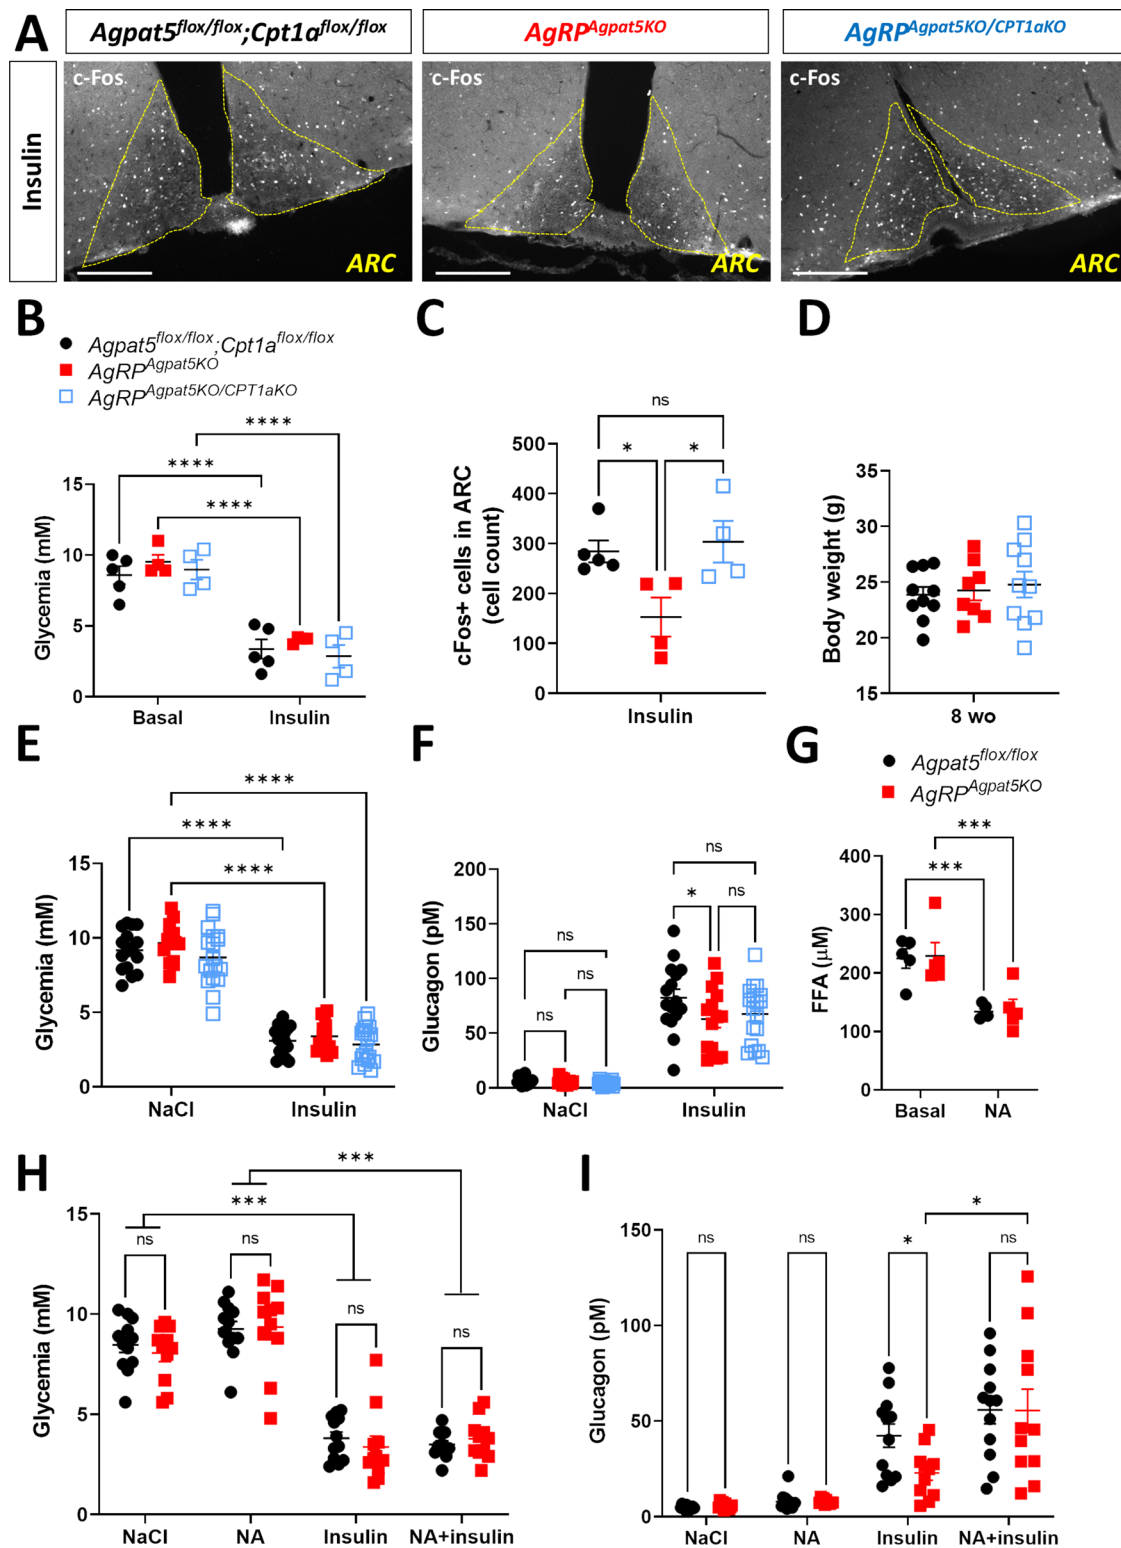 A
Agpat5flox/flox;Cpt1aflox/flox
AgRPAgpat5KO
AgRPAgpat5KO/CPT1aKO
Insulin
c-Fos
ARC
c-Fos
ARC
c-Fos
ARC
B
Agpat5flox/flox;Cpt1aflox/flox
AgRPAgpat5KO
AgRPAgpat5KO/CPT1aKO
****
****
****
Glycemia (mM)
15
10
5
0
Basal
Insulin
C
ns
*
*
cFos+ cells in ARC
(cell count)
500
400
300
200
100
0
Insulin
D
Body weight (g)
35
30
25
20
15
8 wo
E
****
****
****
Glycemia (mM)
15
10
5
0
NaCl
Insulin
F
ns
*
ns
ns
ns
ns
Glucagon (pM)
200
150
100
50
0
NaCl
Insulin
G
Agpat5flox/flox
AgRPAgpat5KO
***
***
FFA (µM)
400
300
200
100
0
Basal
NA
H
***
***
ns
ns
ns
ns
Glycemia (mM)
15
10
5
0
NaCl
NA
Insulin
NA+insulin
I
*
ns
ns
*
ns
Glucagon (pM)
150
100
50
0
NaCl
NA
Insulin
NA+insulin